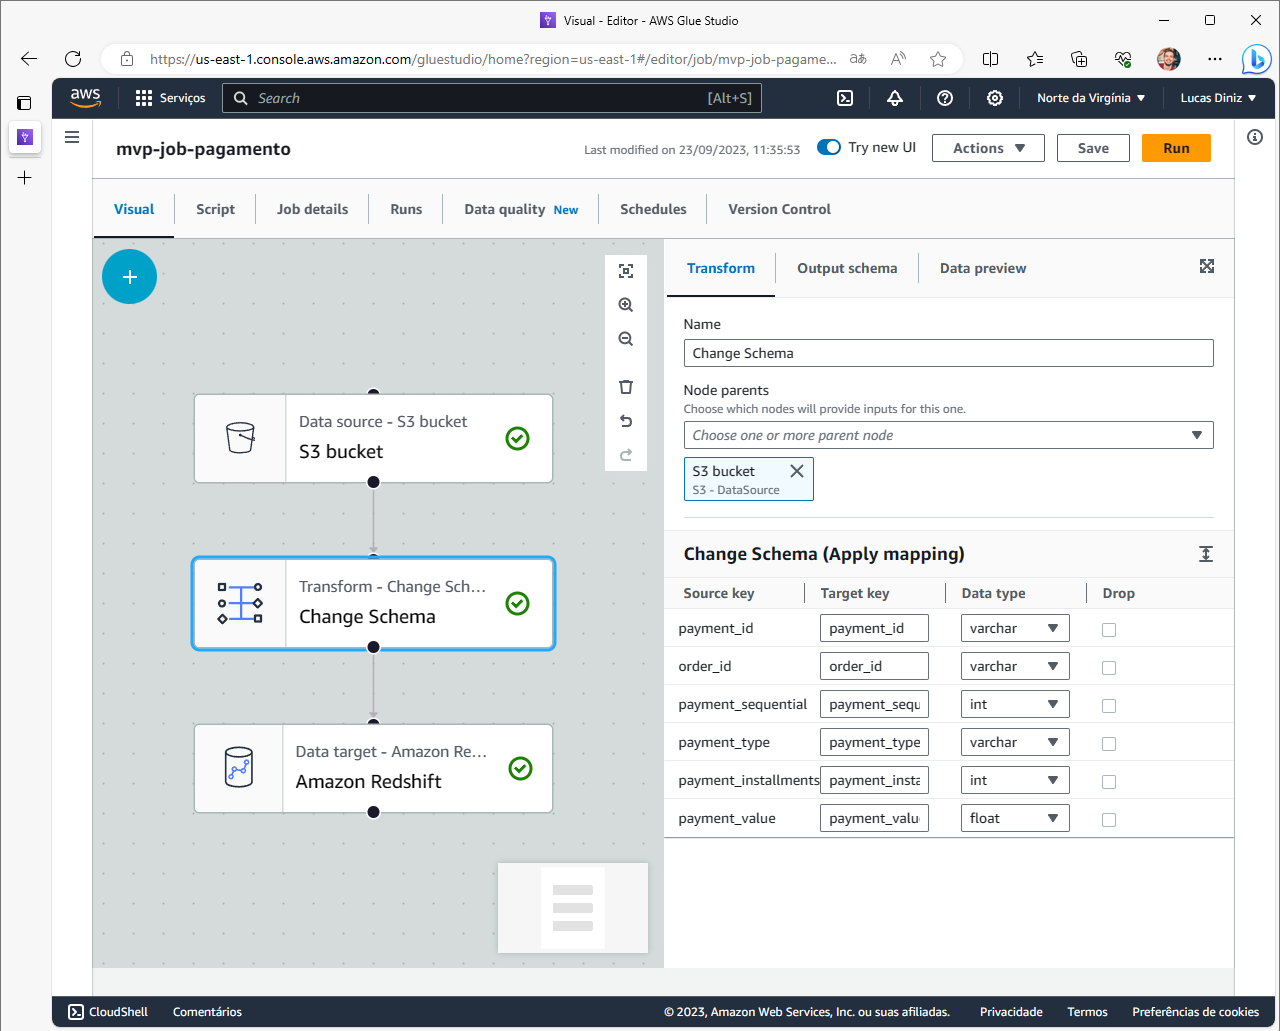 Visual - Editor - AWS Glue Studio
https://us-east-1.console.aws.amazon.com/gluestudio/home?region=us-east-1#/editor/job/mvp-job-pagame...
aws
Serviços
Search
[Alt+S]
Norte da Virgínia
Lucas Diniz
mvp-job-pagamento
Last modified on 23/09/2023, 11:35:53
Try new UI
Actions
Save
Run
Visual
Script
Job details
Runs
Data quality New
Schedules
Version Control
Data source - S3 bucket
S3 bucket
Transform - Change Sch...
Change Schema
Data target - Amazon Re...
Amazon Redshift
Transform
Output schema
Data preview
Name
Change Schema
Node parents
Choose which nodes will provide inputs for this one.
Choose one or more parent node
S3 bucket
S3 - DataSource
Change Schema (Apply mapping)
Source key Target key Data type Drop
payment_id payment_id varchar
order_id order_id varchar
payment_sequential payment_sequ int
payment_type payment_type varchar
payment_installments payment_insta int
payment_value payment_valu float
CloudShell
Comentários
© 2023, Amazon Web Services, Inc. ou suas afiliadas.
Privacidade
Termos
Preferências de cookies